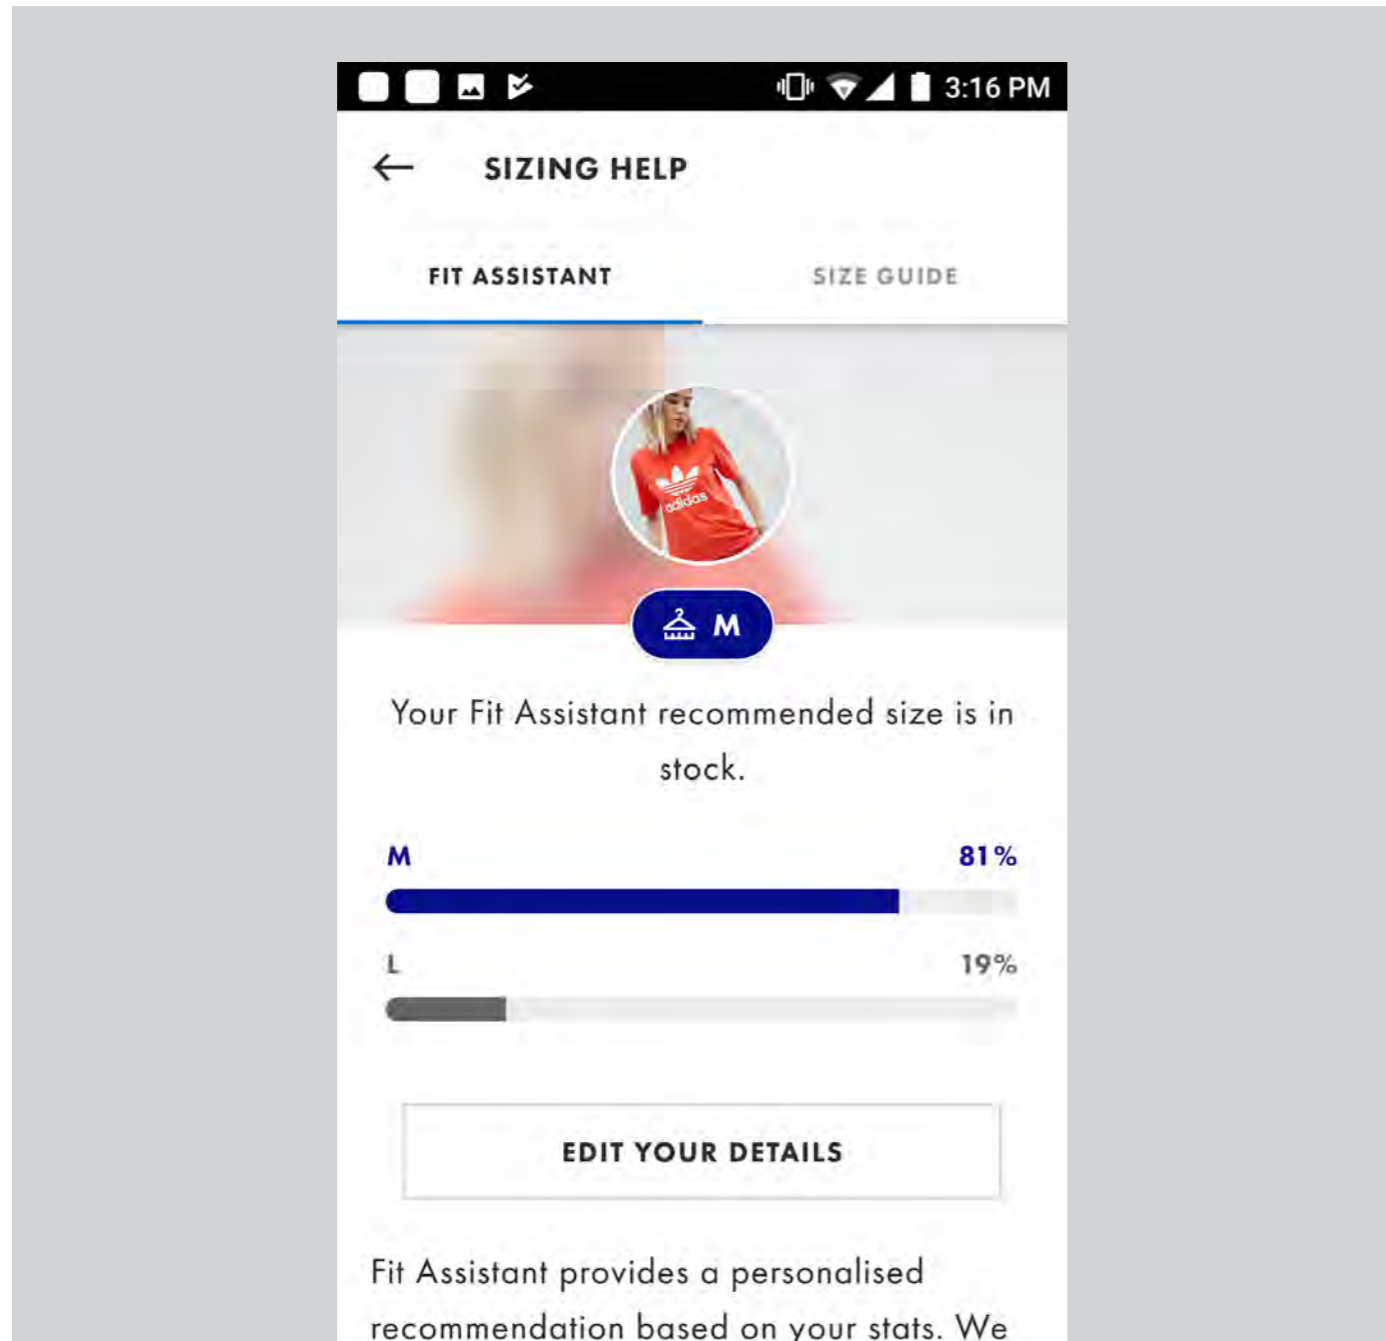 3:16 PM
SIZING HELP
FIT ASSISTANT
SIZE GUIDE
adidas
M
Your Fit Assistant recommended size is in
stock.
M
81%
L
19%
EDIT YOUR DETAILS
Fit Assistant provides a personalised
recommendation based on your stats. We